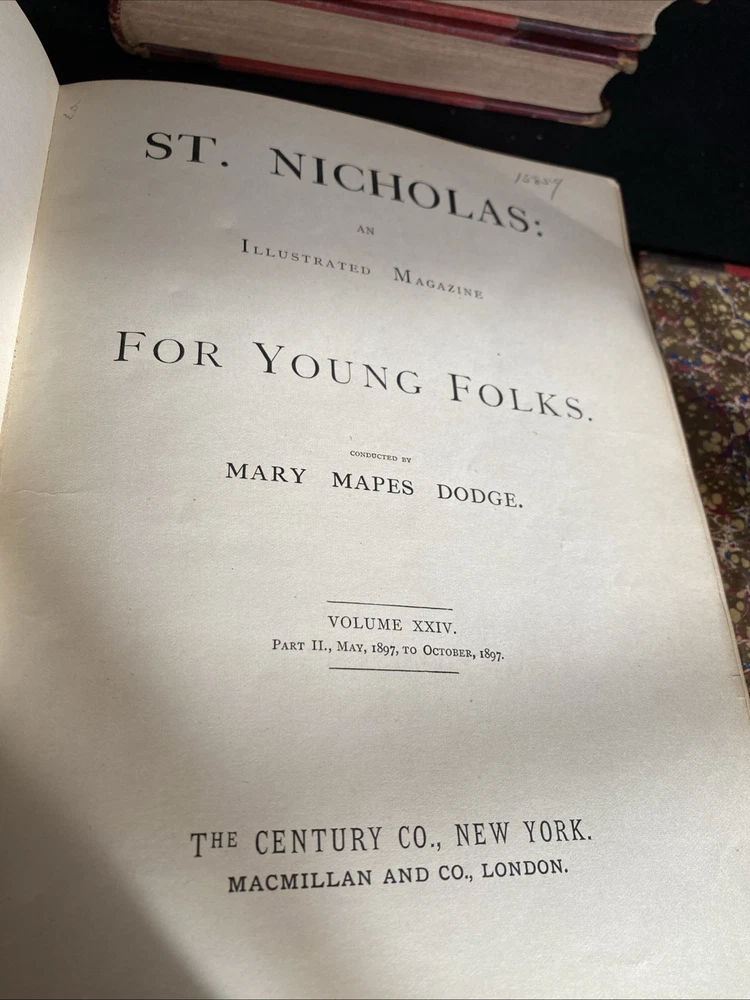 ST. NICHOLAS:
AN
ILLUSTRATED MAGAZINE
FOR YOUNG FOLKS.
CONDUCTED BY
MARY MAPES DODGE.
VOLUME XXIV.
PART II., MAY, 1897, TO OCTOBER, 1897.
THE CENTURY CO., NEW YORK.
MACMILLAN AND CO., LONDON.